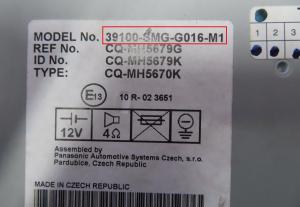 MODEL No. 39100-SMG-G016-M1
REF No. CQ-MH5679G
ID No. CQ-MH5679K
TYPE: CQ-MH5670K
E13 10 R- 02 3651
12V 4Ω
Assembled by
Panasonic Automotive Systems Czech, s.r.o.
Pardubice, Czech Republic
MADE IN CZECH REPUBLIC
1 2 3